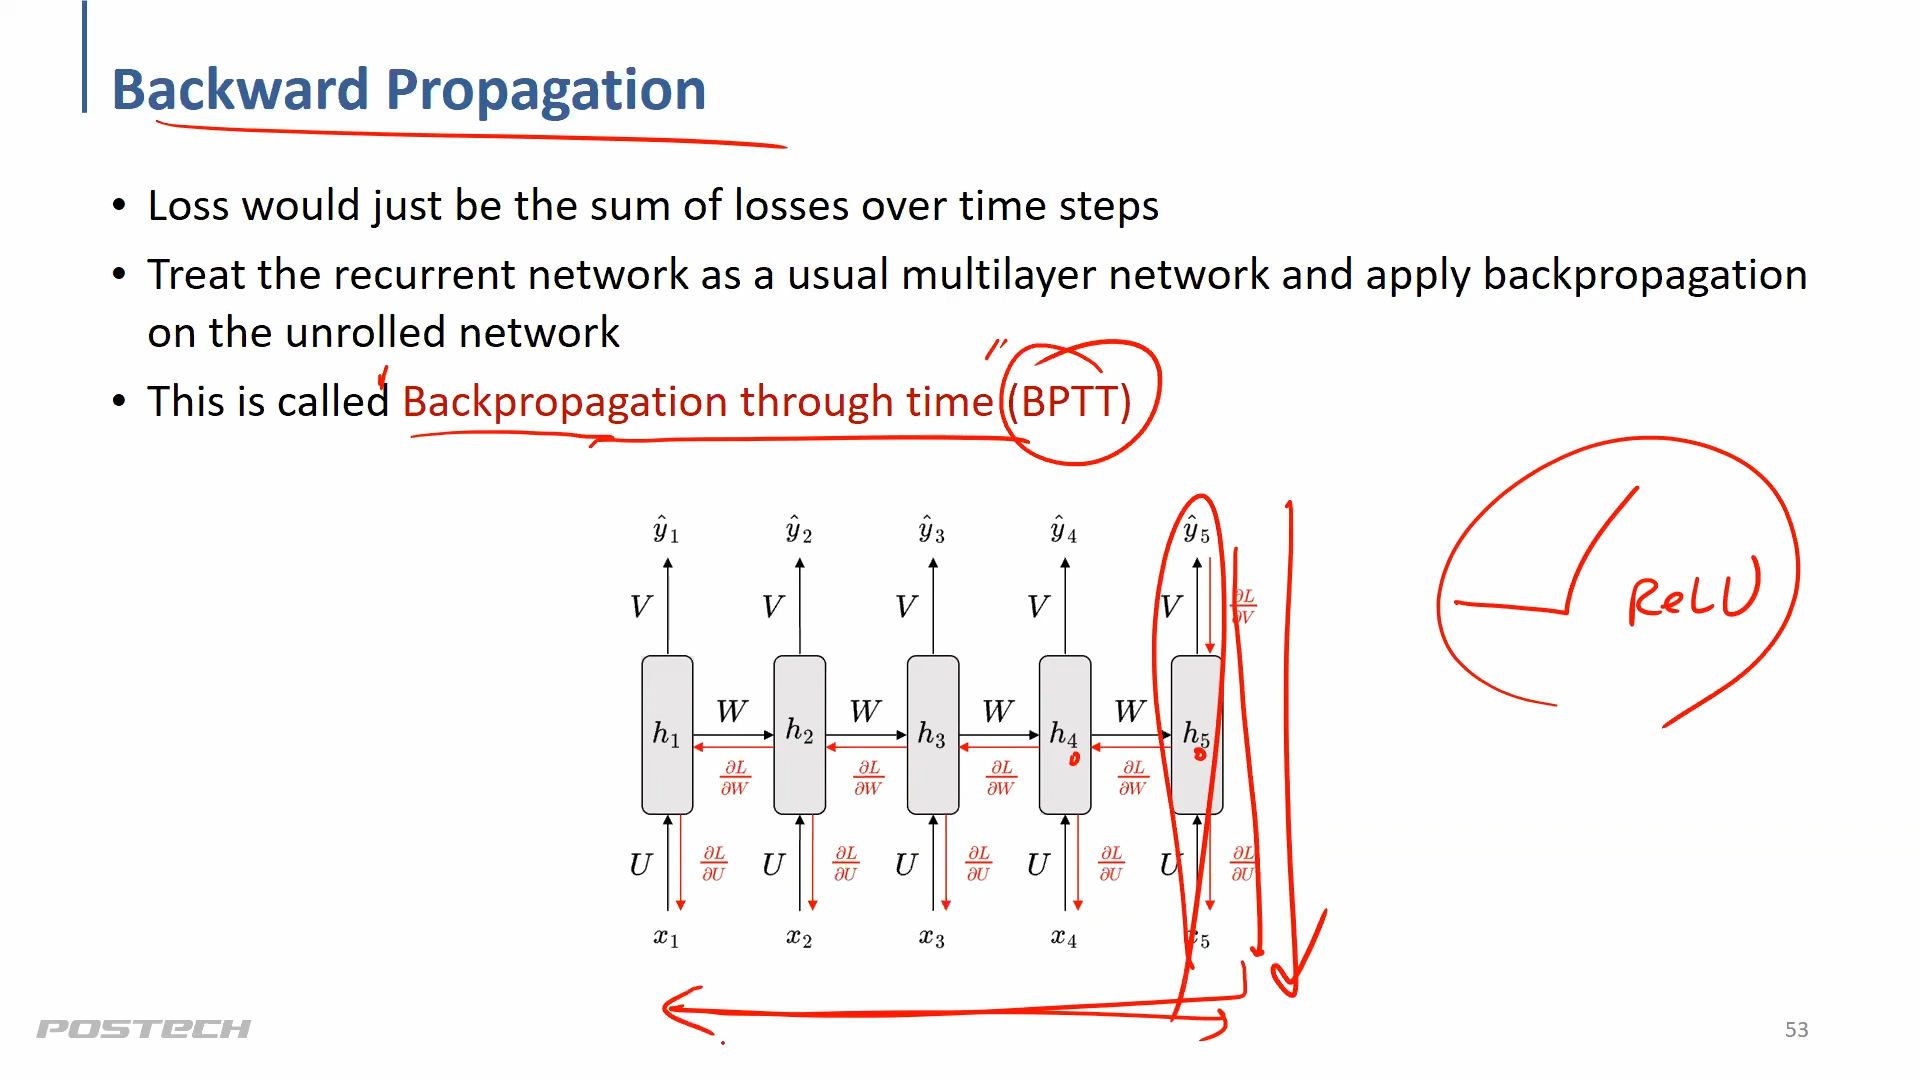 Backward Propagation
• Loss would just be the sum of losses over time steps
• Treat the recurrent network as a usual multilayer network and apply backpropagation
on the unrolled network
• This is called Backpropagation through time (BPTT)
ŷ₁ ŷ₂ ŷ₃ ŷ₄ ŷ₅
V V V V V ∂L/∂V
ReLU
W W W W
h₁ h₂ h₃ h₄ h₅
∂L/∂W ∂L/∂W ∂L/∂W ∂L/∂W
U ∂L/∂U U ∂L/∂U U ∂L/∂U U ∂L/∂U U ∂L/∂U
x₁ x₂ x₃ x₄ x₅
POSTECH
53